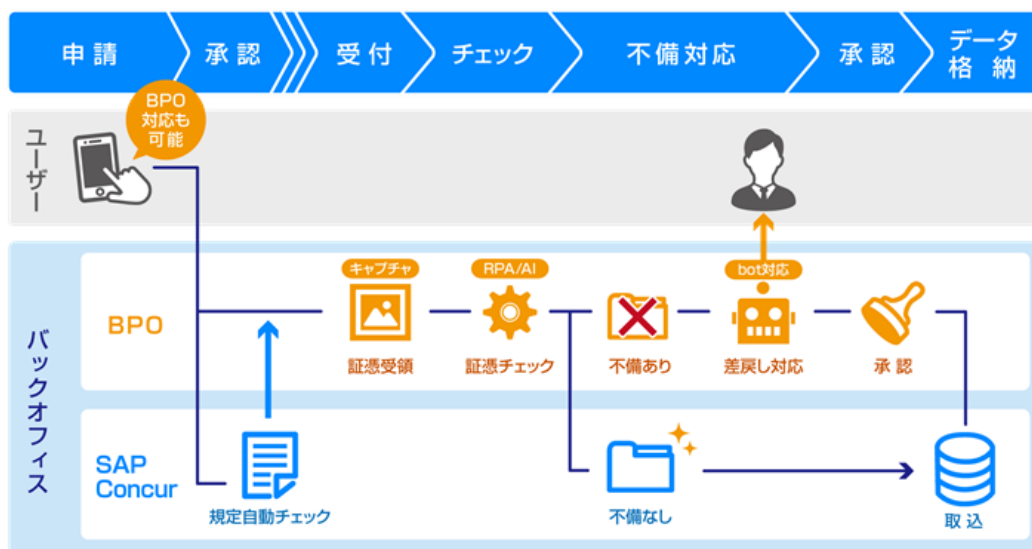 申請
承認
受付
チェック
不備対応
承認
データ
格納
ユーザー
BPO
対応も
可能
バックオフィス
BPO
キャプチャ
証憑受領
RPA/AI
証憑チェック
不備あり
bot対応
差戻し対応
承認
SAP
Concur
規定自動チェック
不備なし
取込